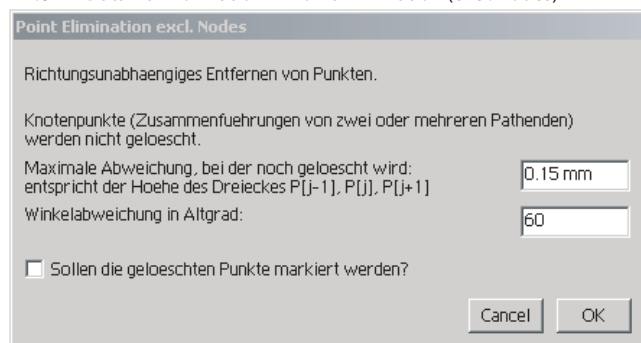 Point Elimination excl. Nodes
Richtungsunabhaengiges Entfernen von Punkten.
Knotenpunkte (Zusammenfuehrungen von zwei oder mehreren Pathenden)
werden nicht geloescht.
Maximale Abweichung, bei der noch geloescht wird:
entspricht der Hoehe des Dreieckes P[j-1], P[j], P[j+1]
0.15 mm
Winkelabweichung in Altgrad:
60
Sollen die geloeschten Punkte markiert werden?
Cancel
OK